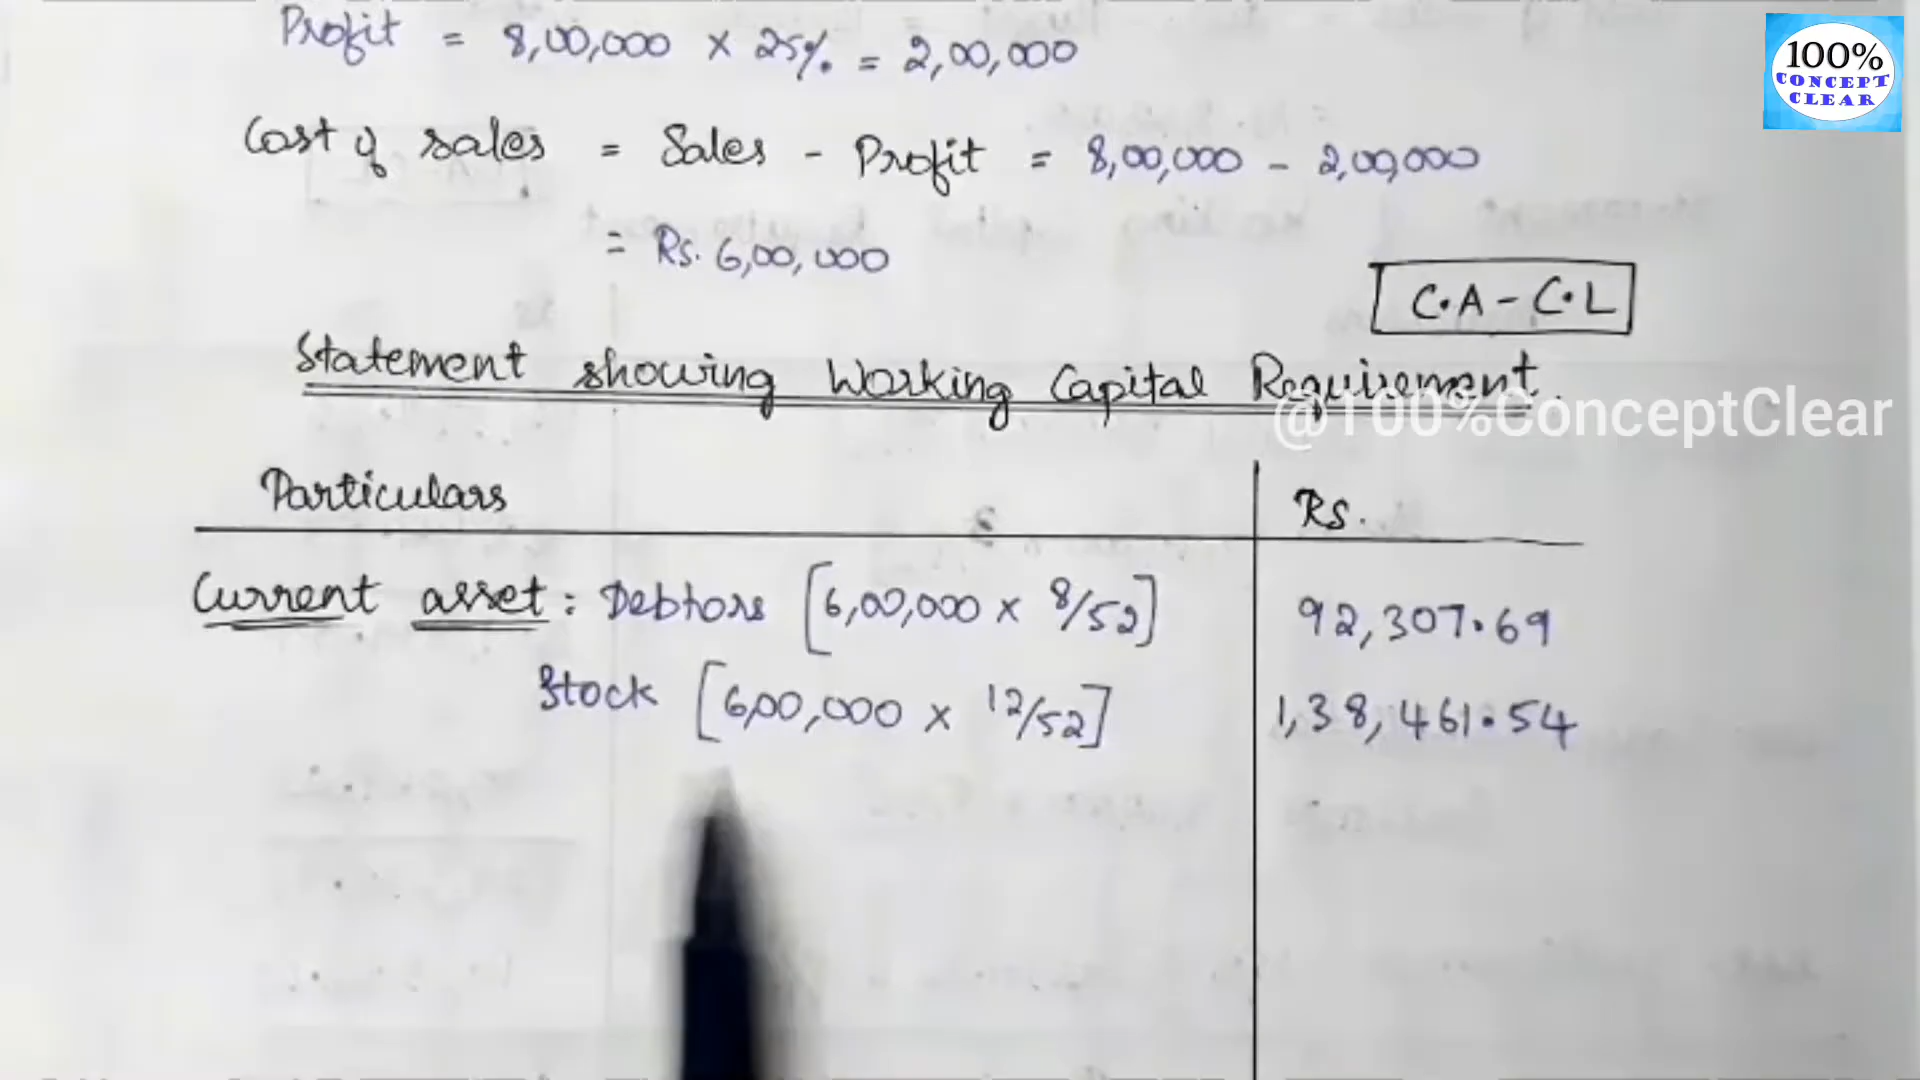 Profit = 8,00,000 × 25% = 2,00,000
100% CONCEPT CLEAR
Cost of sales = Sales - Profit = 8,00,000 - 2,00,000
= Rs. 6,00,000
C.A - C.L
Statement showing Working Capital Requirement.
@100%ConceptClear
Particulars Rs.
Current asset : Debtors [6,00,000 × 8/52] 92,307.69
Stock [6,00,000 × 12/52] 1,38,461.54